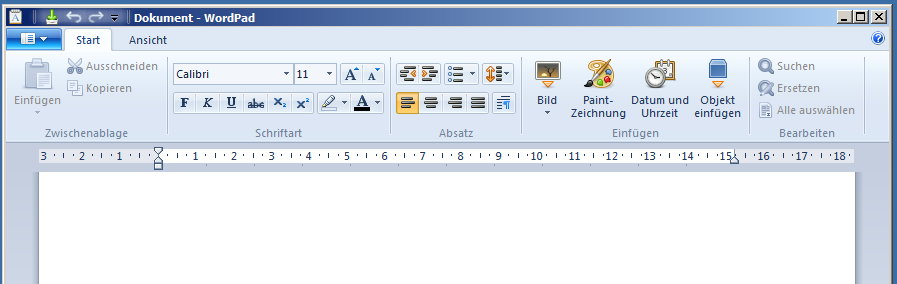 Dokument - WordPad
Start Ansicht
Einfügen
Ausschneiden
Kopieren
Zwischenablage
Calibri 11 A A
F K U abc X₂ X² A
Schriftart
Absatz
Bild
Paint-
Zeichnung
Datum und
Uhrzeit
Objekt
einfügen
Einfügen
Suchen
Ersetzen
Alle auswählen
Bearbeiten
3 2 1 1 2 3 4 5 6 7 8 9 10 11 12 13 14 15 16 17 18